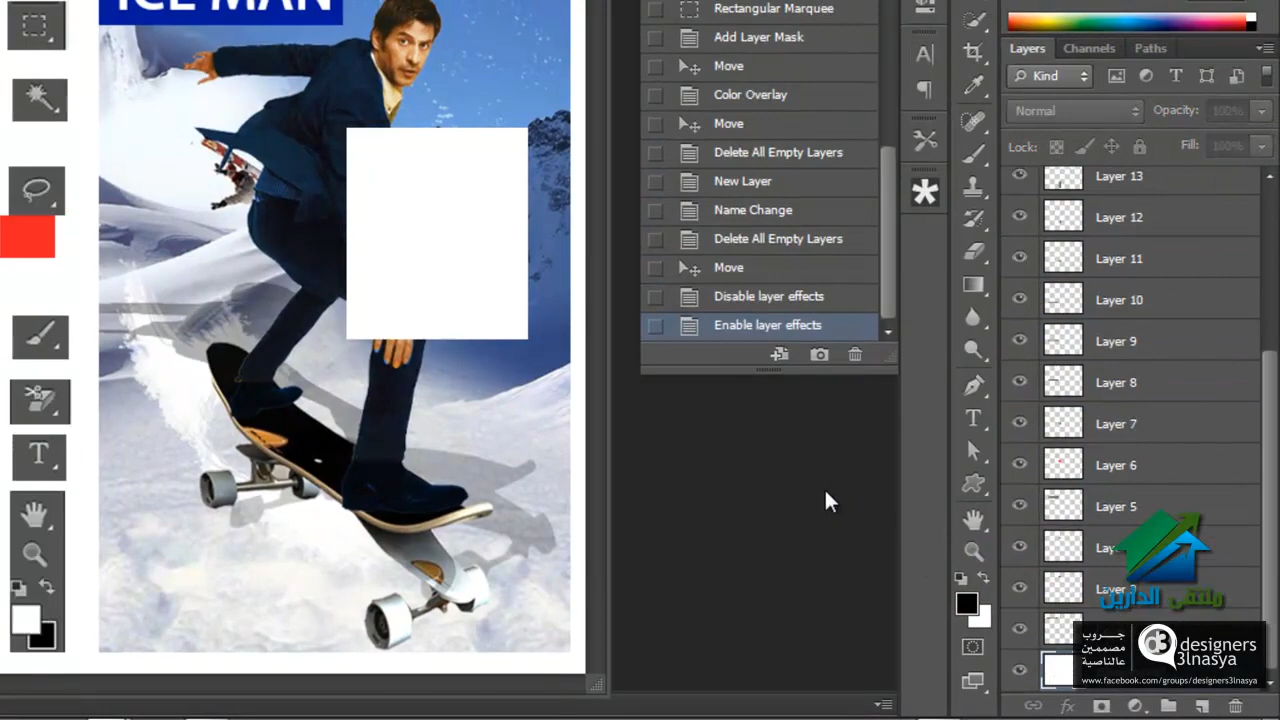 ICE MAN
Rectangular Marquee
Add Layer Mask
Move
Color Overlay
Move
Delete All Empty Layers
New Layer
Name Change
Delete All Empty Layers
Move
Disable layer effects
Enable layer effects
Layers Channels Paths
Kind
Normal Opacity: 100%
Lock: Fill: 100%
Layer 13
Layer 12
Layer 11
Layer 10
Layer 9
Layer 8
Layer 7
Layer 6
Layer 5
ملتقى الدارين
جروب
مصممين
عالناصية
designers
3lnasya
www.facebook.com/groups/designers3lnasya